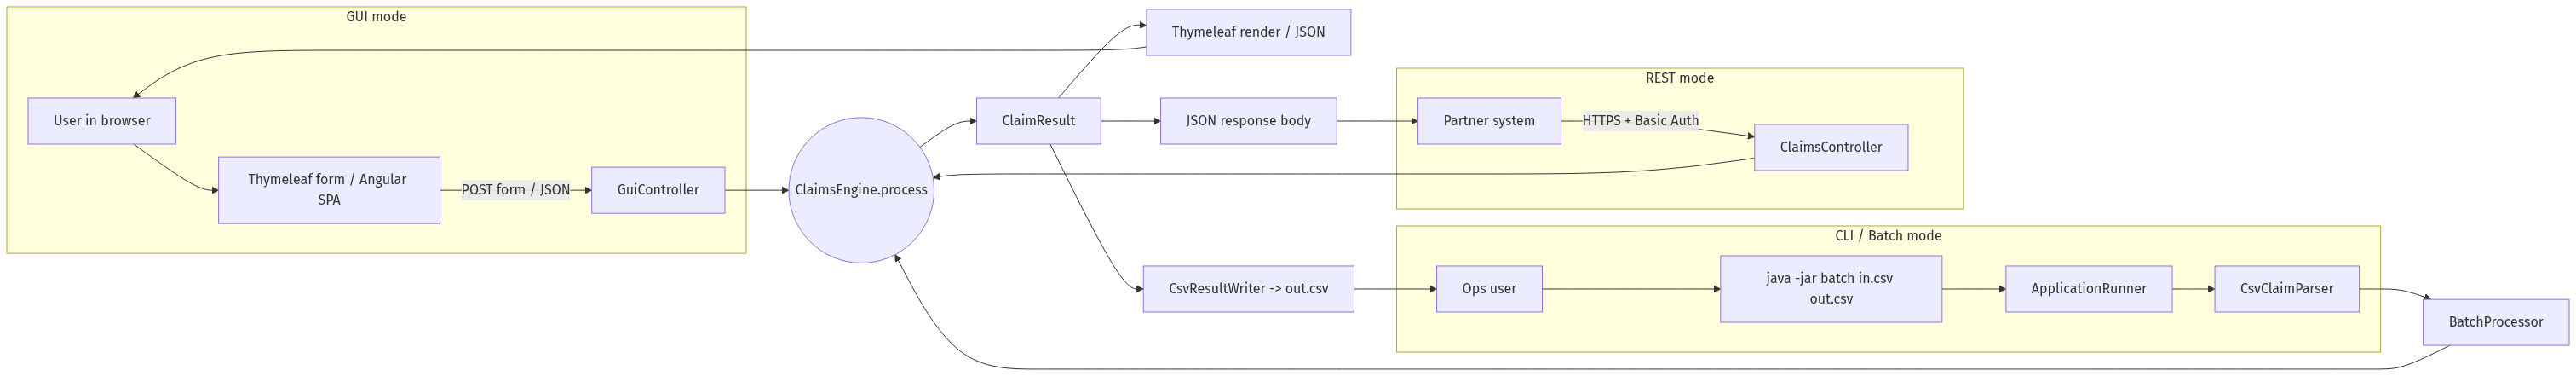 GUI mode
User in browser
Thymeleaf form / Angular
SPA
POST form / JSON
GuiController
ClaimsEngine.process
ClaimResult
Thymeleaf render / JSON
JSON response body
CsvResultWriter -> out.csv
REST mode
Partner system
HTTPS + Basic Auth
ClaimsController
CLI / Batch mode
Ops user
java -jar batch in.csv
out.csv
ApplicationRunner
CsvClaimParser
BatchProcessor